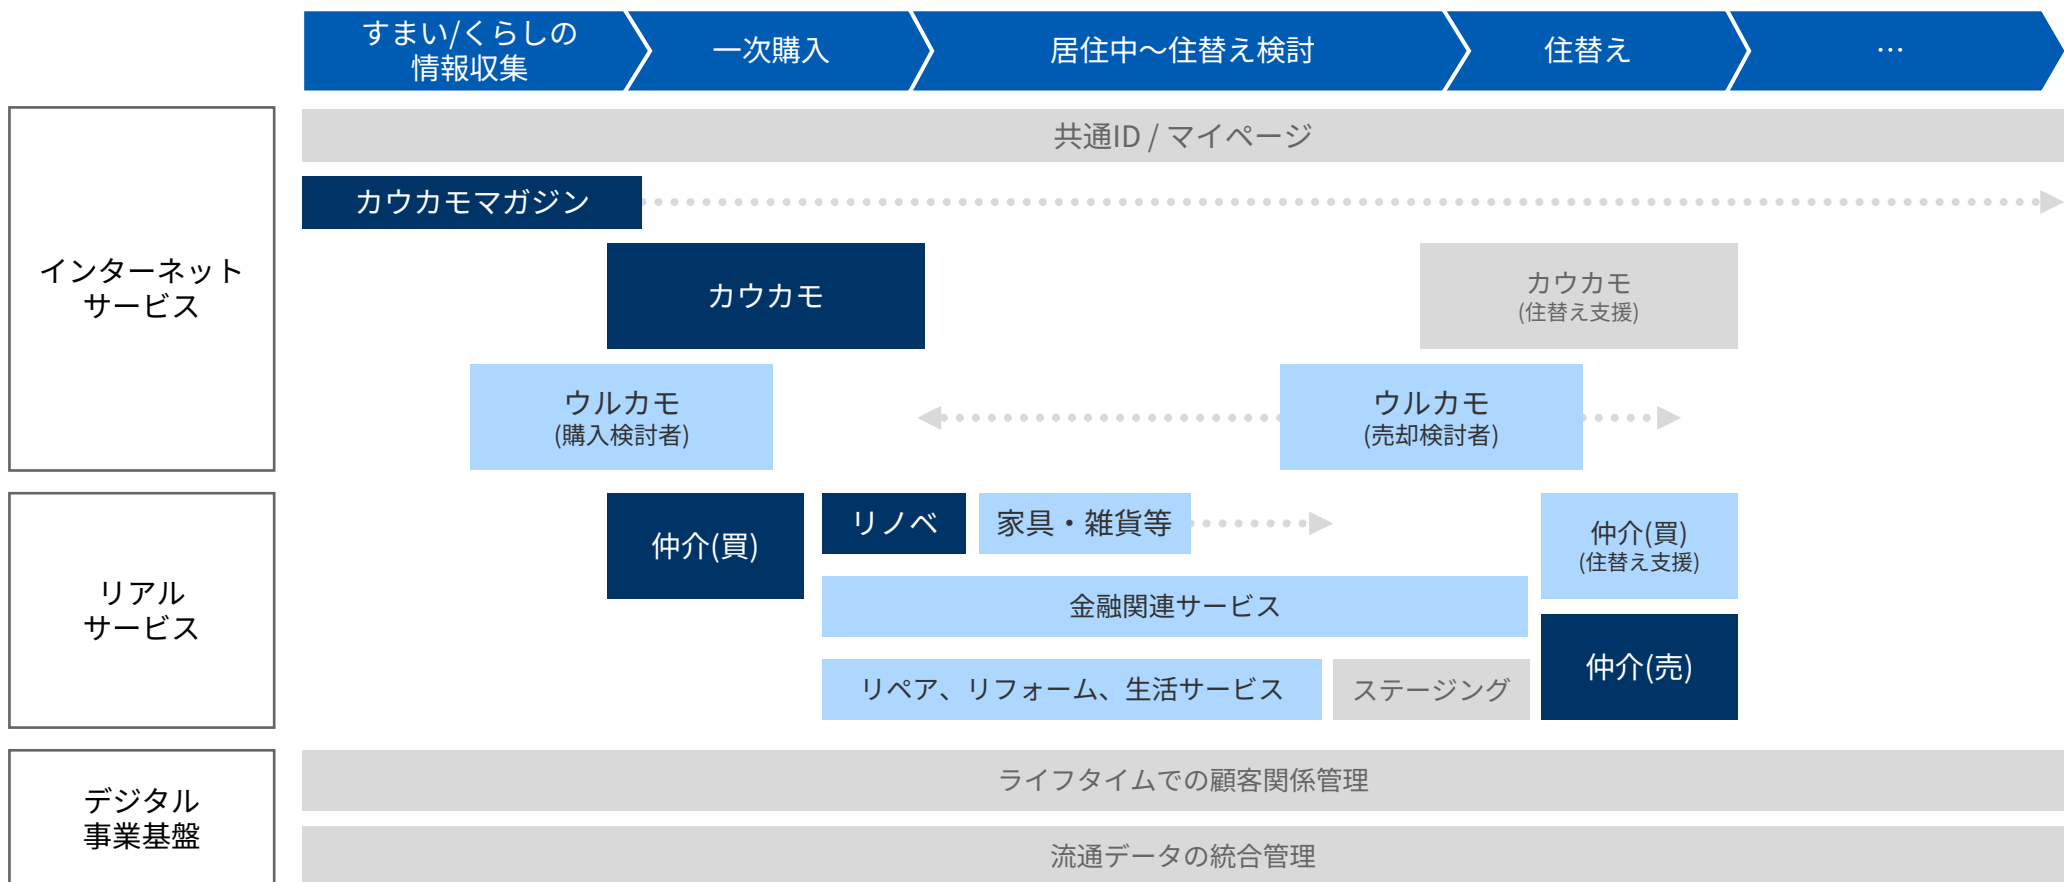 すまい/くらしの
情報収集
一次購入
居住中〜住替え検討
住替え
…
インターネット
サービス
共通ID / マイページ
カウカモマガジン
カウカモ
カウカモ
(住替え支援)
ウルカモ
(購入検討者)
ウルカモ
(売却検討者)
リアル
サービス
仲介(買)
リノベ
家具・雑貨等
仲介(買)
(住替え支援)
金融関連サービス
仲介(売)
リペア、リフォーム、生活サービス
ステージング
デジタル
事業基盤
ライフタイムでの顧客関係管理
流通データの統合管理